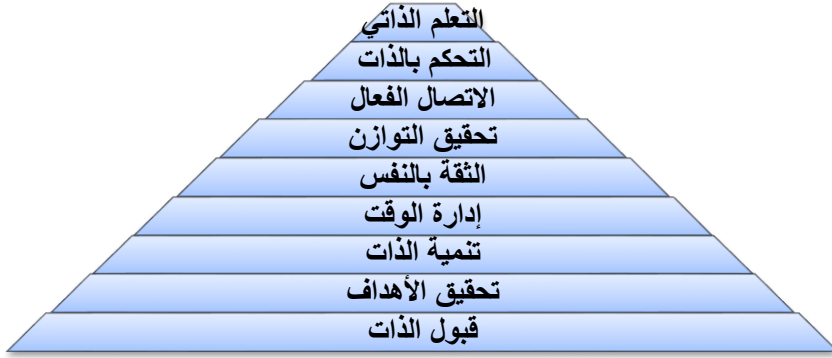 التعلم الذاتي
التحكم بالذات
الاتصال الفعال
تحقيق التوازن
الثقة بالنفس
إدارة الوقت
تنمية الذات
تحقيق الأهداف
قبول الذات